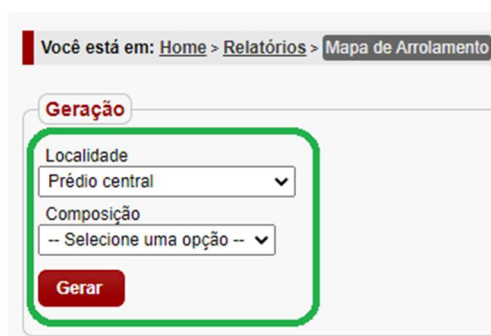 Você está em: Home > Relatórios > Mapa de Arrolamento
Geração
Localidade
Prédio central
Composição
-- Selecione uma opção --
Gerar